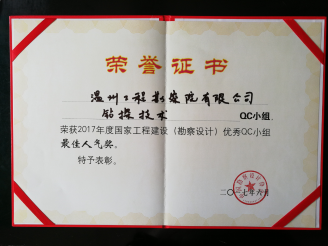 荣誉证书
温州工程勘察院有限公司
钻探技术 QC小组
荣获2017年度国家工程建设（勘察设计）优秀QC小组
最佳人气奖。
特予表彰。
二〇一七年六月